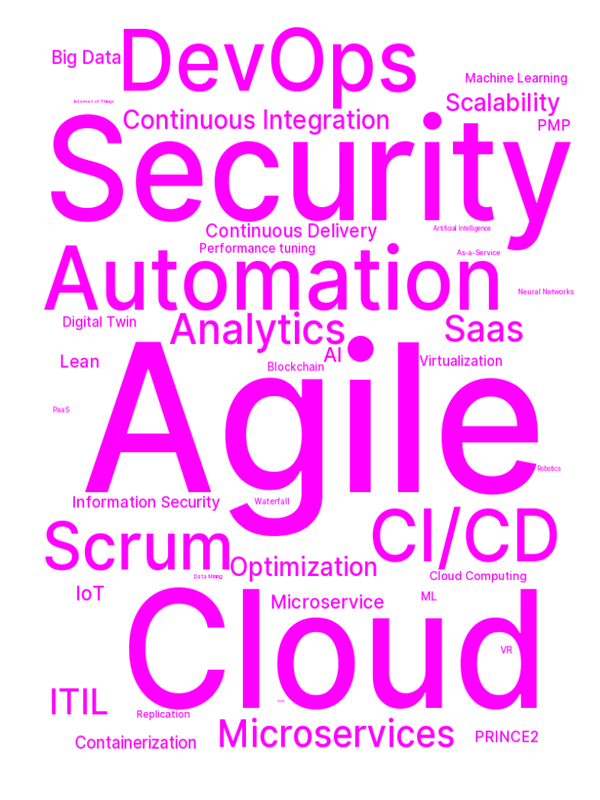 DevOps
Big Data
Machine Learning
Internet of Things
Scalability
Continuous Integration
PMP
Security
Continuous Delivery
Artificial Intelligence
Performance tuning
As-a-Service
Automation
Neural Networks
Digital Twin
Analytics
Saas
AI
Lean
Blockchain
Virtualization
Agile
PaaS
Robotics
Information Security
Waterfall
CI/CD
Scrum
Optimization
Data Mining
Cloud Computing
IoT
Microservice
ML
Cloud
VR
ITIL
Replication
Microservices
PRINCE2
Containerization